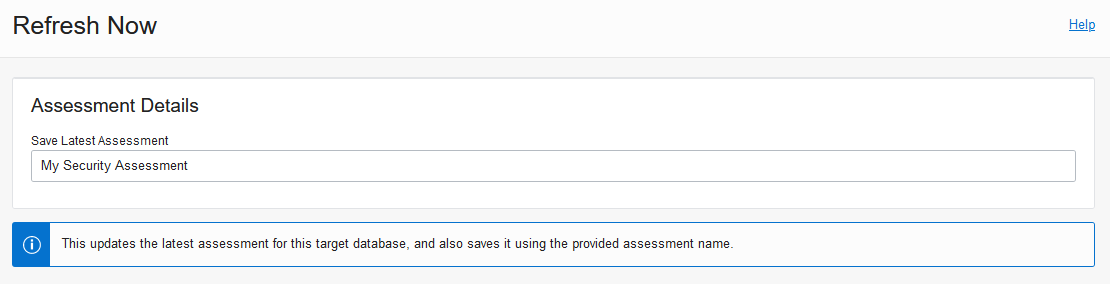 Refresh Now
Help
Assessment Details
Save Latest Assessment
My Security Assessment
This updates the latest assessment for this target database, and also saves it using the provided assessment name.